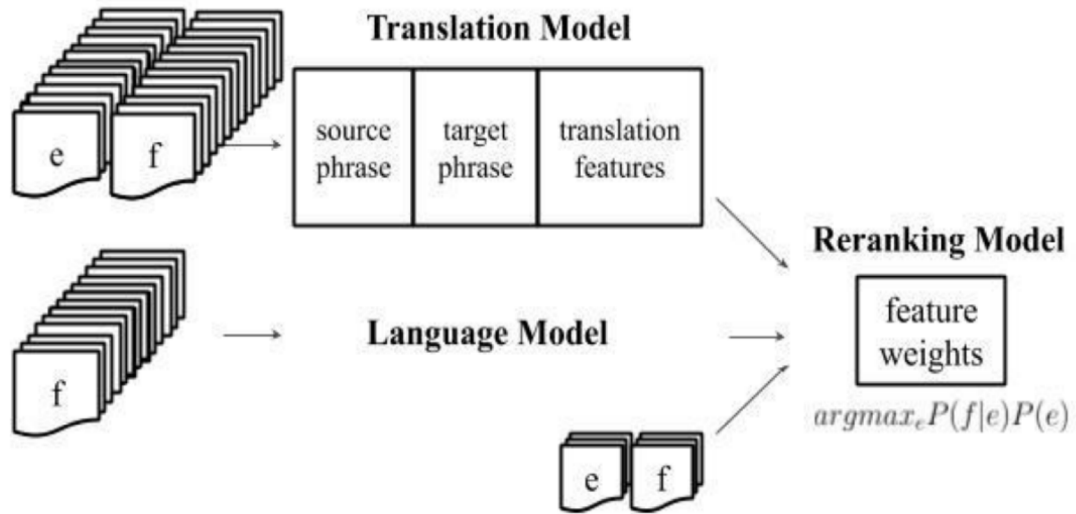 Translation Model
e
f
source
phrase
target
phrase
translation
features
Reranking Model
feature
weights
argmax_e P(f|e)P(e)
f
Language Model
e
f